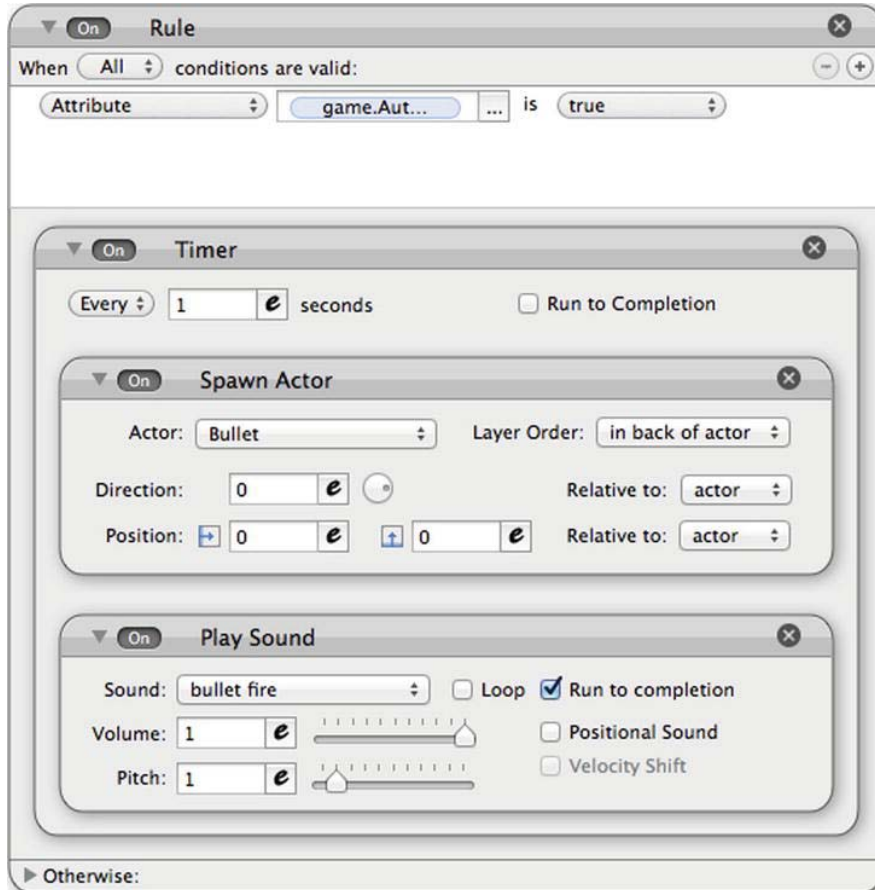 On Rule
When All conditions are valid:
Attribute game.Aut... ... is true
On Timer
Every 1 e seconds Run to Completion
On Spawn Actor
Actor: Bullet Layer Order: in back of actor
Direction: 0 e Relative to: actor
Position: 0 e 0 e Relative to: actor
On Play Sound
Sound: bullet fire Loop Run to completion
Volume: 1 e Positional Sound
Velocity Shift
Pitch: 1 e
Otherwise: